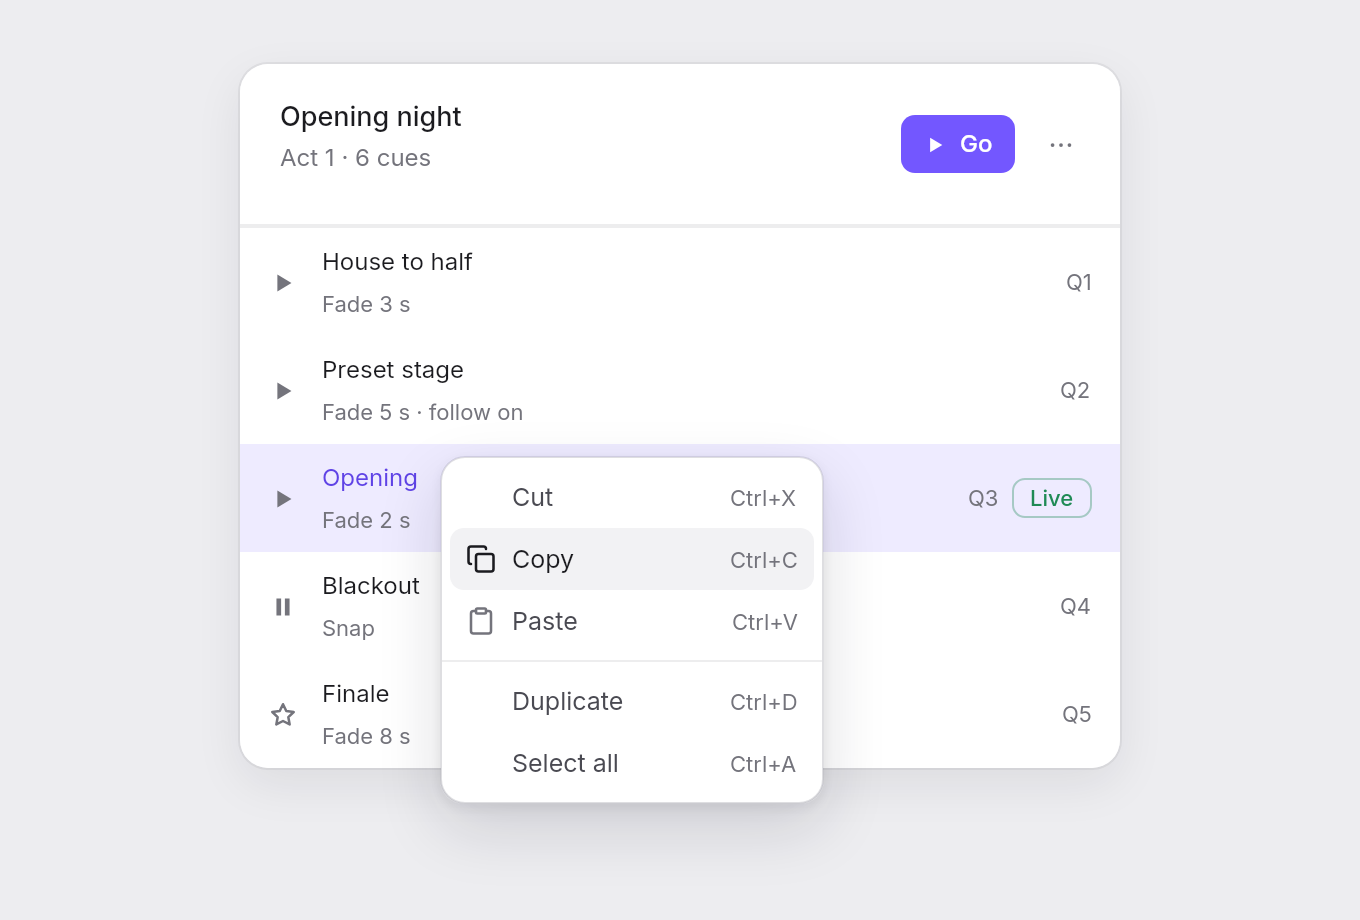 Opening night
Act 1 · 6 cues
Go
House to half
Fade 3 s
Q1
Preset stage
Fade 5 s · follow on
Q2
Opening
Fade 2 s
Q3
Live
Blackout
Snap
Q4
Finale
Fade 8 s
Q5
Cut Ctrl+X
Copy Ctrl+C
Paste Ctrl+V
Duplicate Ctrl+D
Select all Ctrl+A